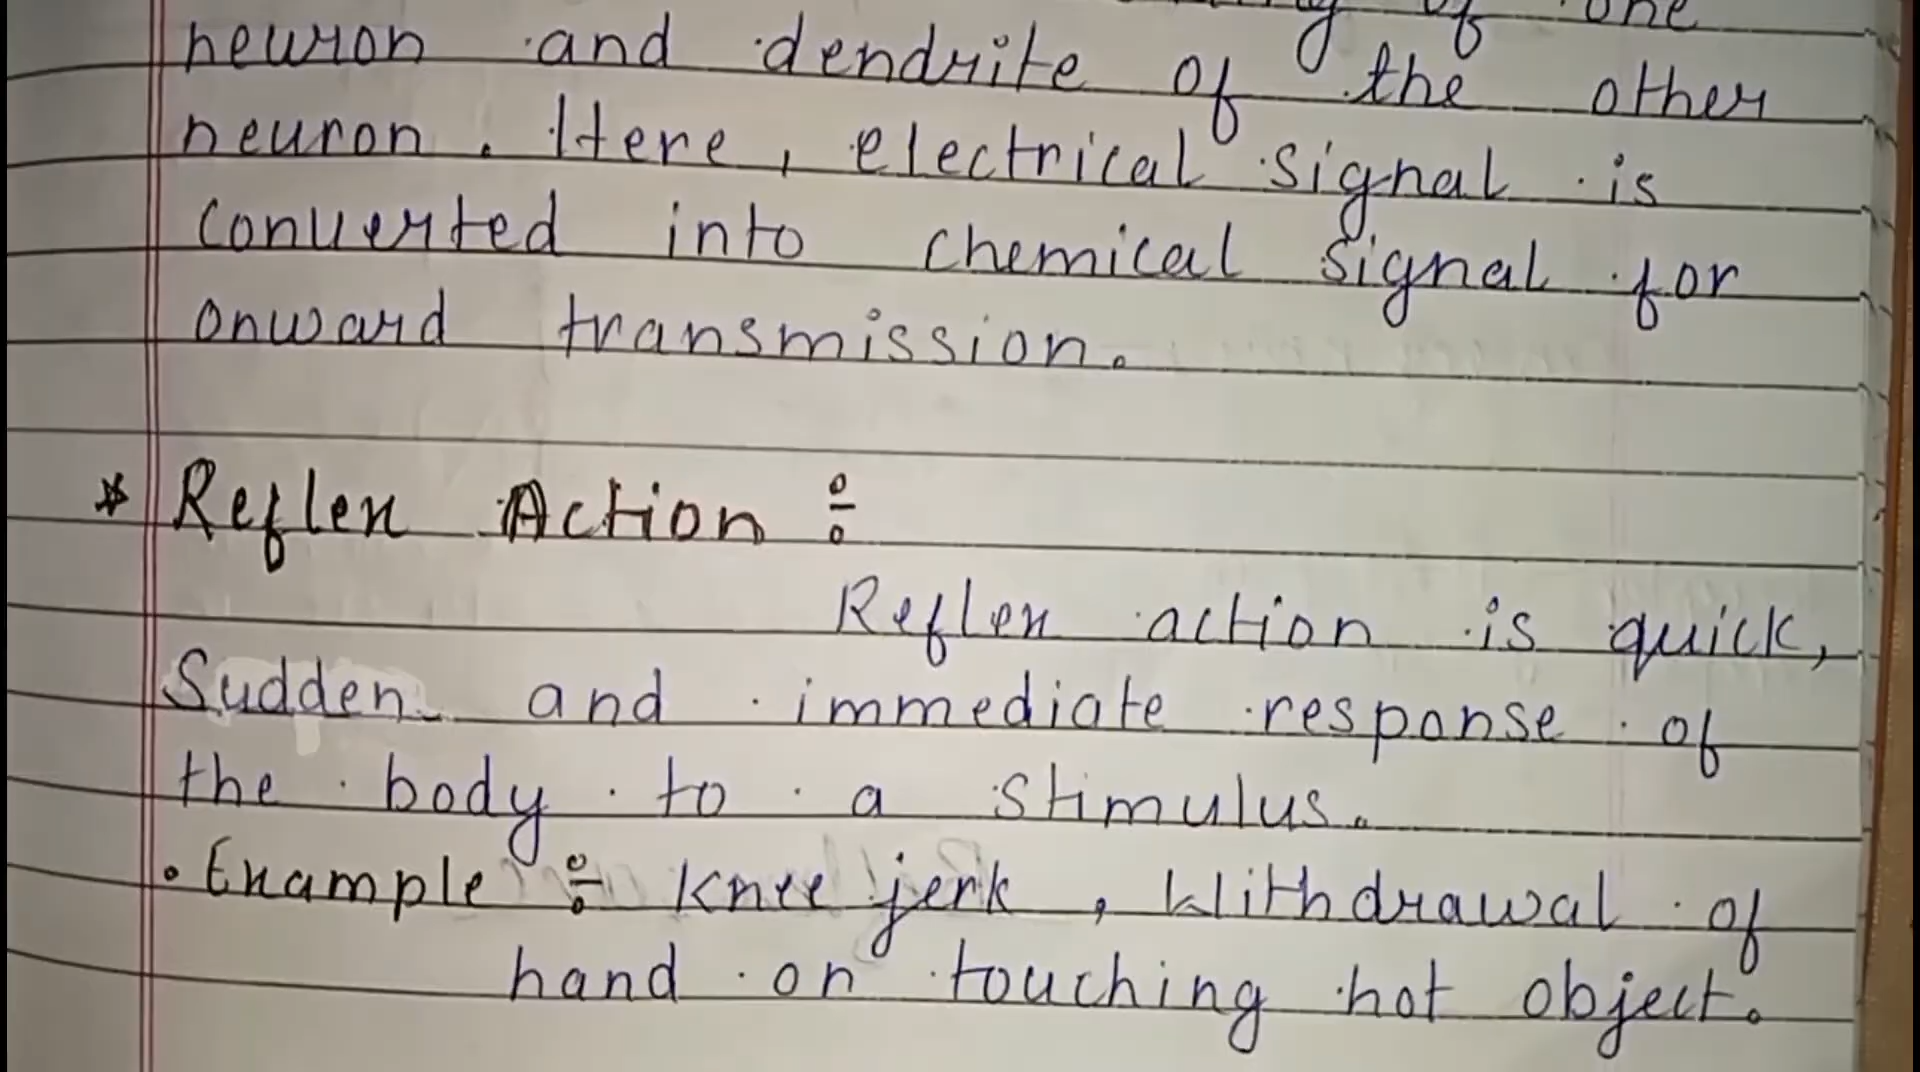 of one
neuron and dendrite of the other
neuron. Here, electrical signal is
converted into chemical signal for
onward transmission.
* Reflex Action ÷
Reflex action is quick,
Sudden and immediate response of
the body to a stimulus.
• Example ÷ Knee jerk, Withdrawal of
hand on touching hot object.